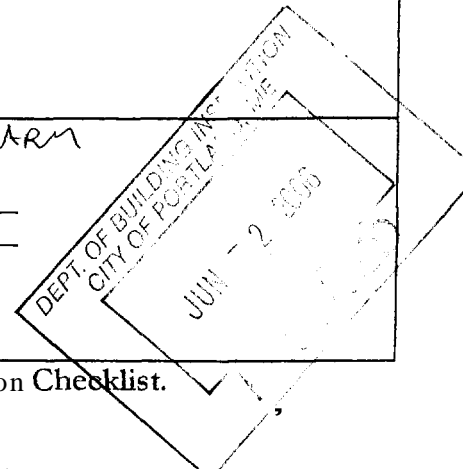 ARM
DEPT. OF BUILDING INSPECTION
CITY OF PORTLAND, ME
JUN - 2 2006
on Checklist.